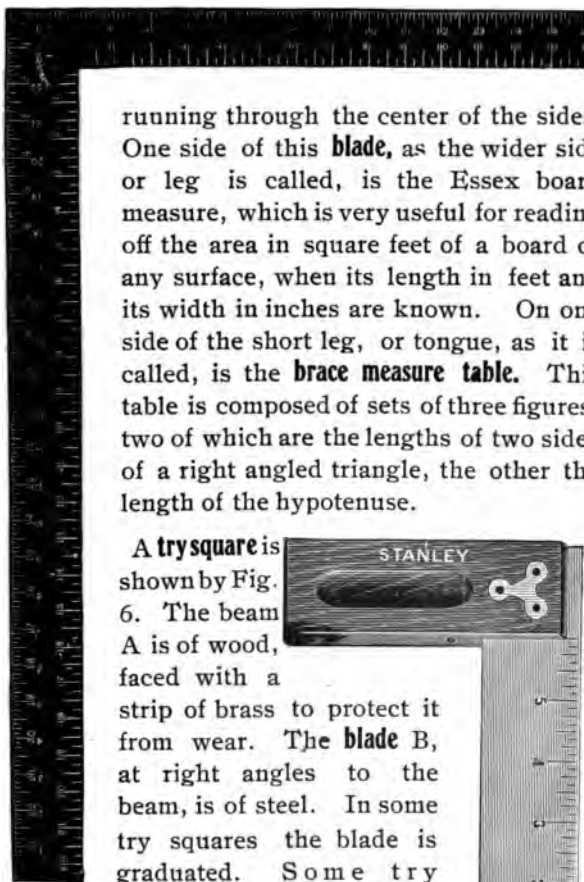 running through the center of the side
One side of this blade, as the wider sid
or leg is called, is the Essex boar
measure, which is very useful for readin
off the area in square feet of a board
any surface, when its length in feet an
its width in inches are known. On on
side of the short leg, or tongue, as it i
called, is the brace measure table. Thi
table is composed of sets of three figures
two of which are the lengths of two side
of a right angled triangle, the other th
length of the hypotenuse.
A try square is
shown by Fig.
6. The beam
A is of wood,
faced with a
strip of brass to protect it
from wear. The blade B,
at right angles to the
beam, is of steel. In some
try squares the blade is
graduated. Some try
STANLEY
5
4
3